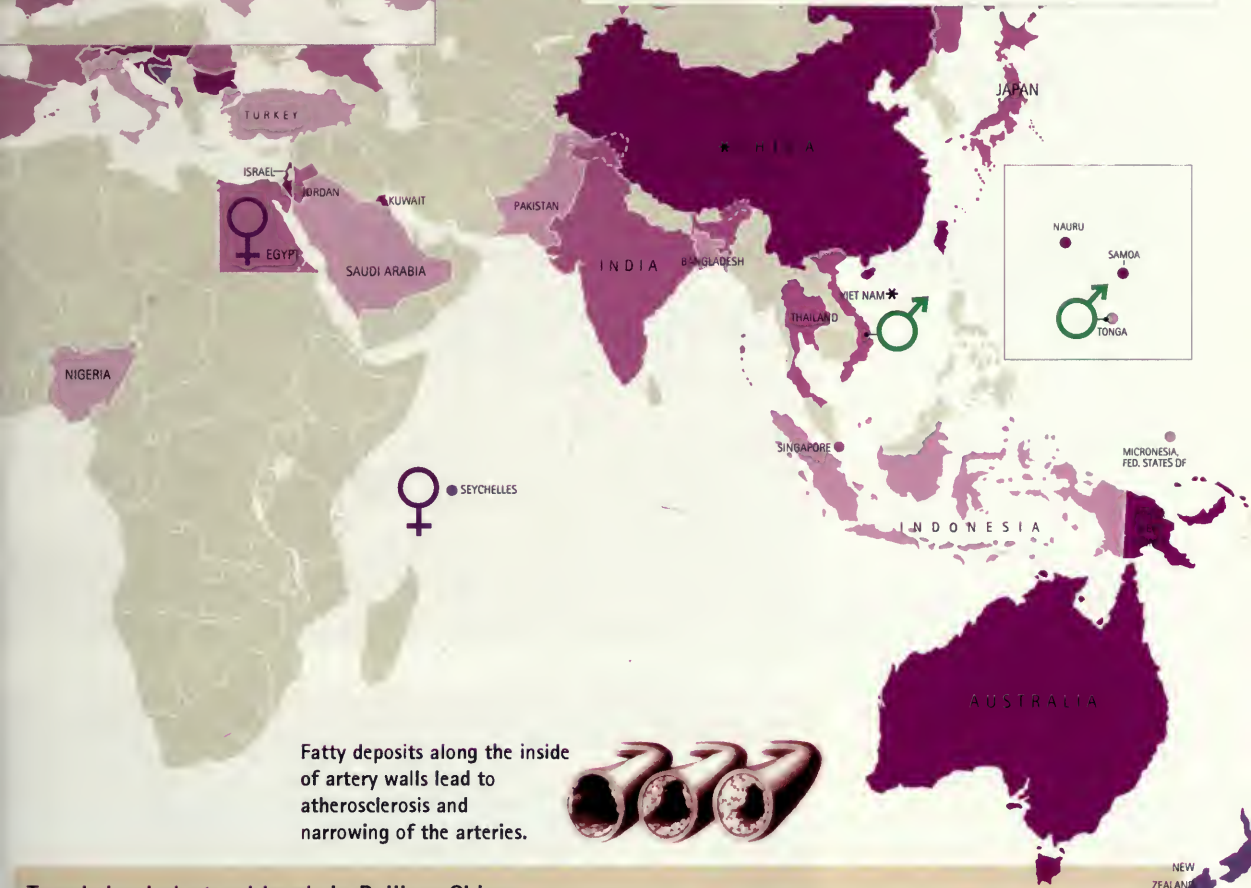 JAPAN
TURKEY
ISRAEL
JORDAN
KUWAIT
PAKISTAN
EGYPT
SAUDI ARABIA
INDIA
BANGLADESH
NAURU
SAMOA
VIET NAM*
THAILAND
TONGA
NIGERIA
SINGAPORE
MICRONESIA,
FED. STATES OF
SEYCHELLES
INDONESIA
AUSTRALIA
Fatty deposits along the inside
of artery walls lead to
atherosclerosis and
narrowing of the arteries.
NEW
ZEALAND